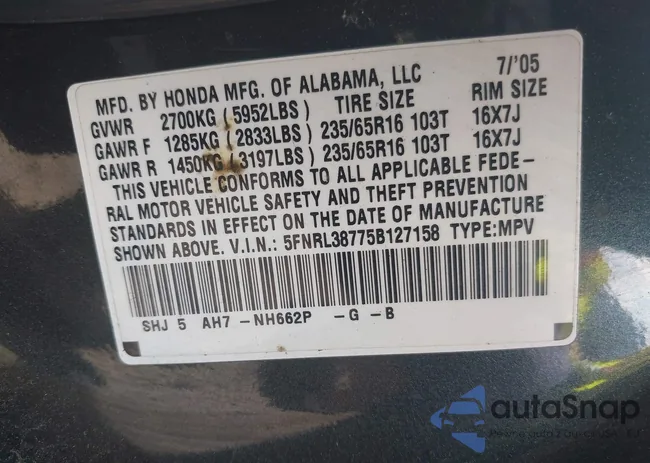 MFD. BY HONDA MFG. OF ALABAMA, LLC 7/'05
GVWR 2700KG (5952LBS) TIRE SIZE RIM SIZE
GAWR F 1285KG (2833LBS) 235/65R16 103T 16X7J
GAWR R 1450KG (3197LBS) 235/65R16 103T 16X7J
THIS VEHICLE CONFORMS TO ALL APPLICABLE FEDE-
RAL MOTOR VEHICLE SAFETY AND THEFT PREVENTION
STANDARDS IN EFFECT ON THE DATE OF MANUFACTURE
SHOWN ABOVE. V.I.N.: 5FNRL38775B127158 TYPE:MPV
SHJ 5 AH7 -NH662P -G -B
autoSnap